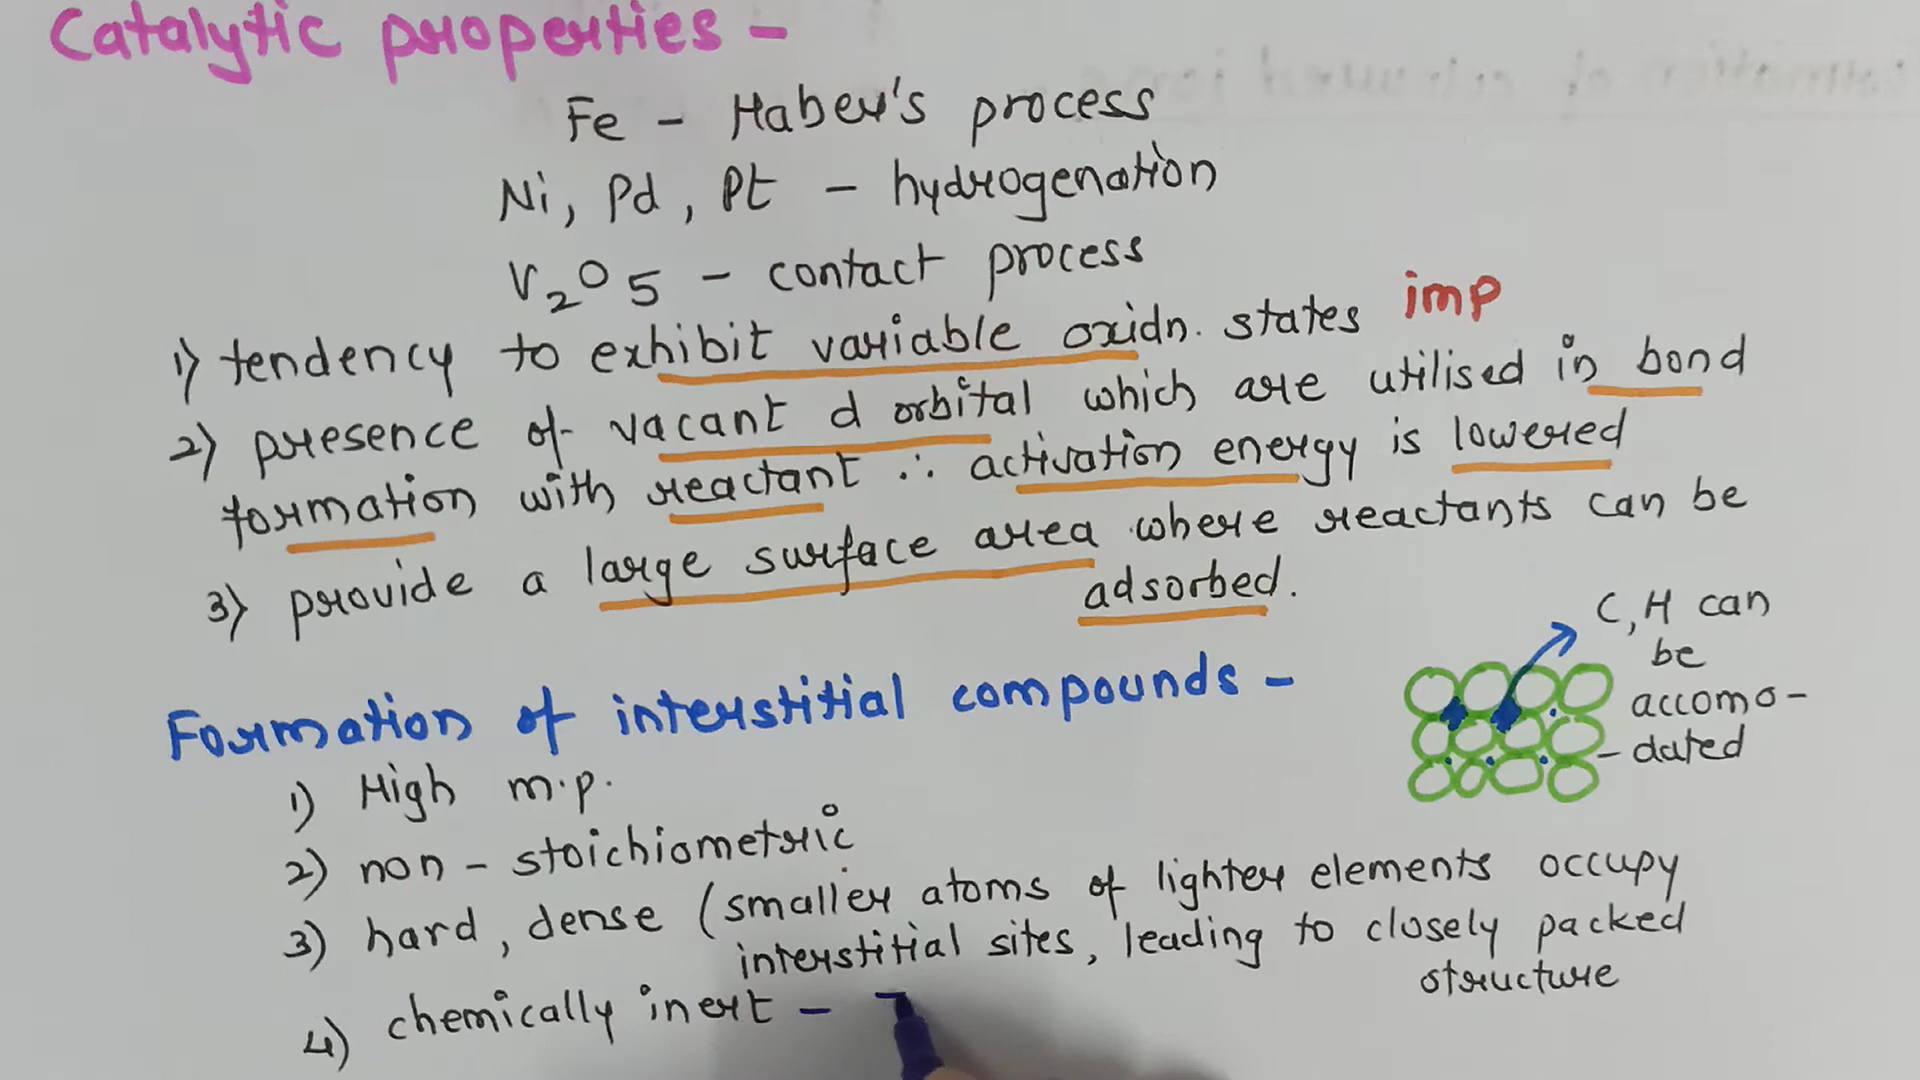 Catalytic properties -
Fe - Haber's process
Ni, Pd, Pt - hydrogenation
V2O5 - contact process
1) tendency to exhibit variable oxidn. states imp
2) presence of vacant d orbital which are utilised in bond
formation with reactant ∴ activation energy is lowered
3) provide a large surface area where reactants can be
adsorbed.
C, H can
be
accomo-
-dated
Formation of interstitial compounds -
1) High m.p.
2) non - stoichiometric
3) hard, dense (smaller atoms of lighter elements occupy
interstitial sites, leading to closely packed
structure
4) chemically inert -